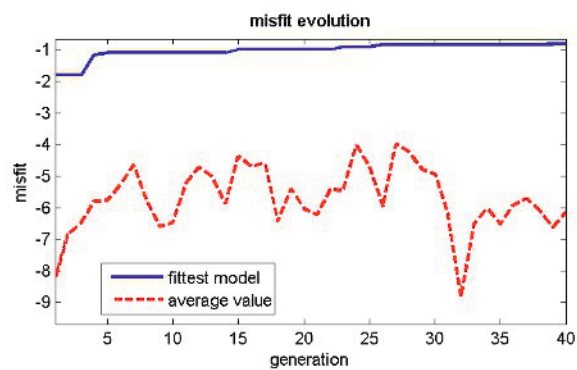 misfit evolution
-1
-2
-3
-4
-5
-6
-7
-8
-9
misfit
fittest model
average value
5 10 15 20 25 30 35 40
generation